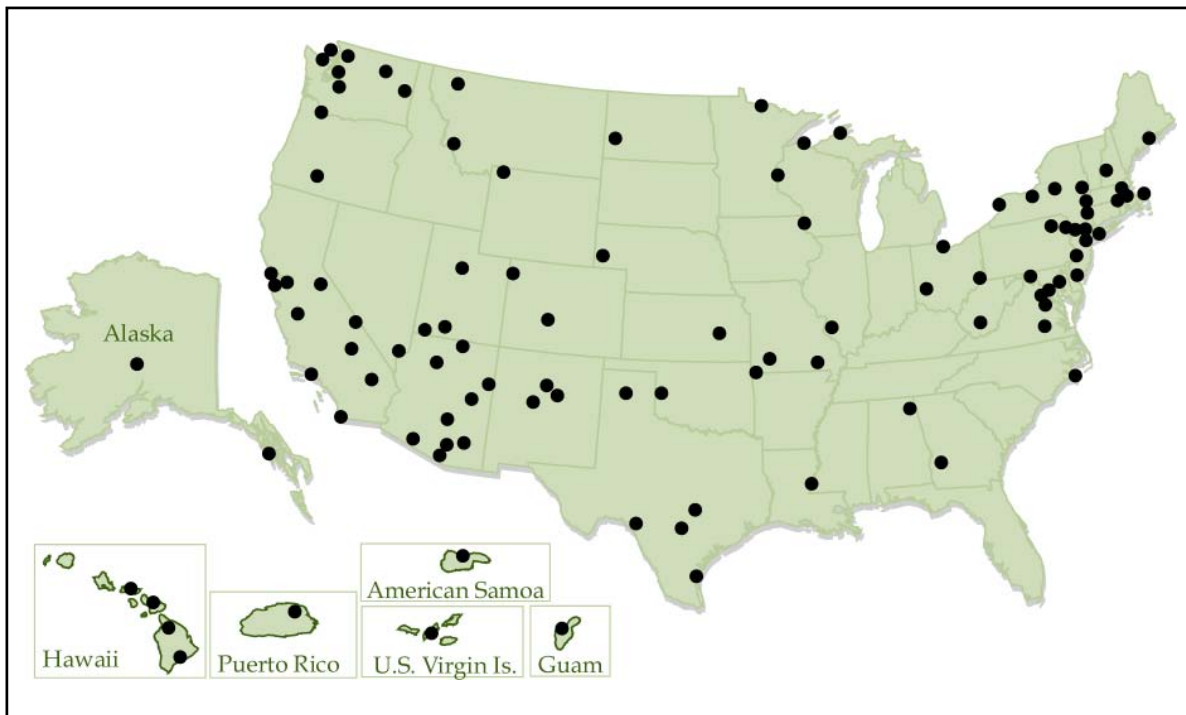 Alaska
American Samoa
Hawaii
Puerto Rico
U.S. Virgin Is.
Guam